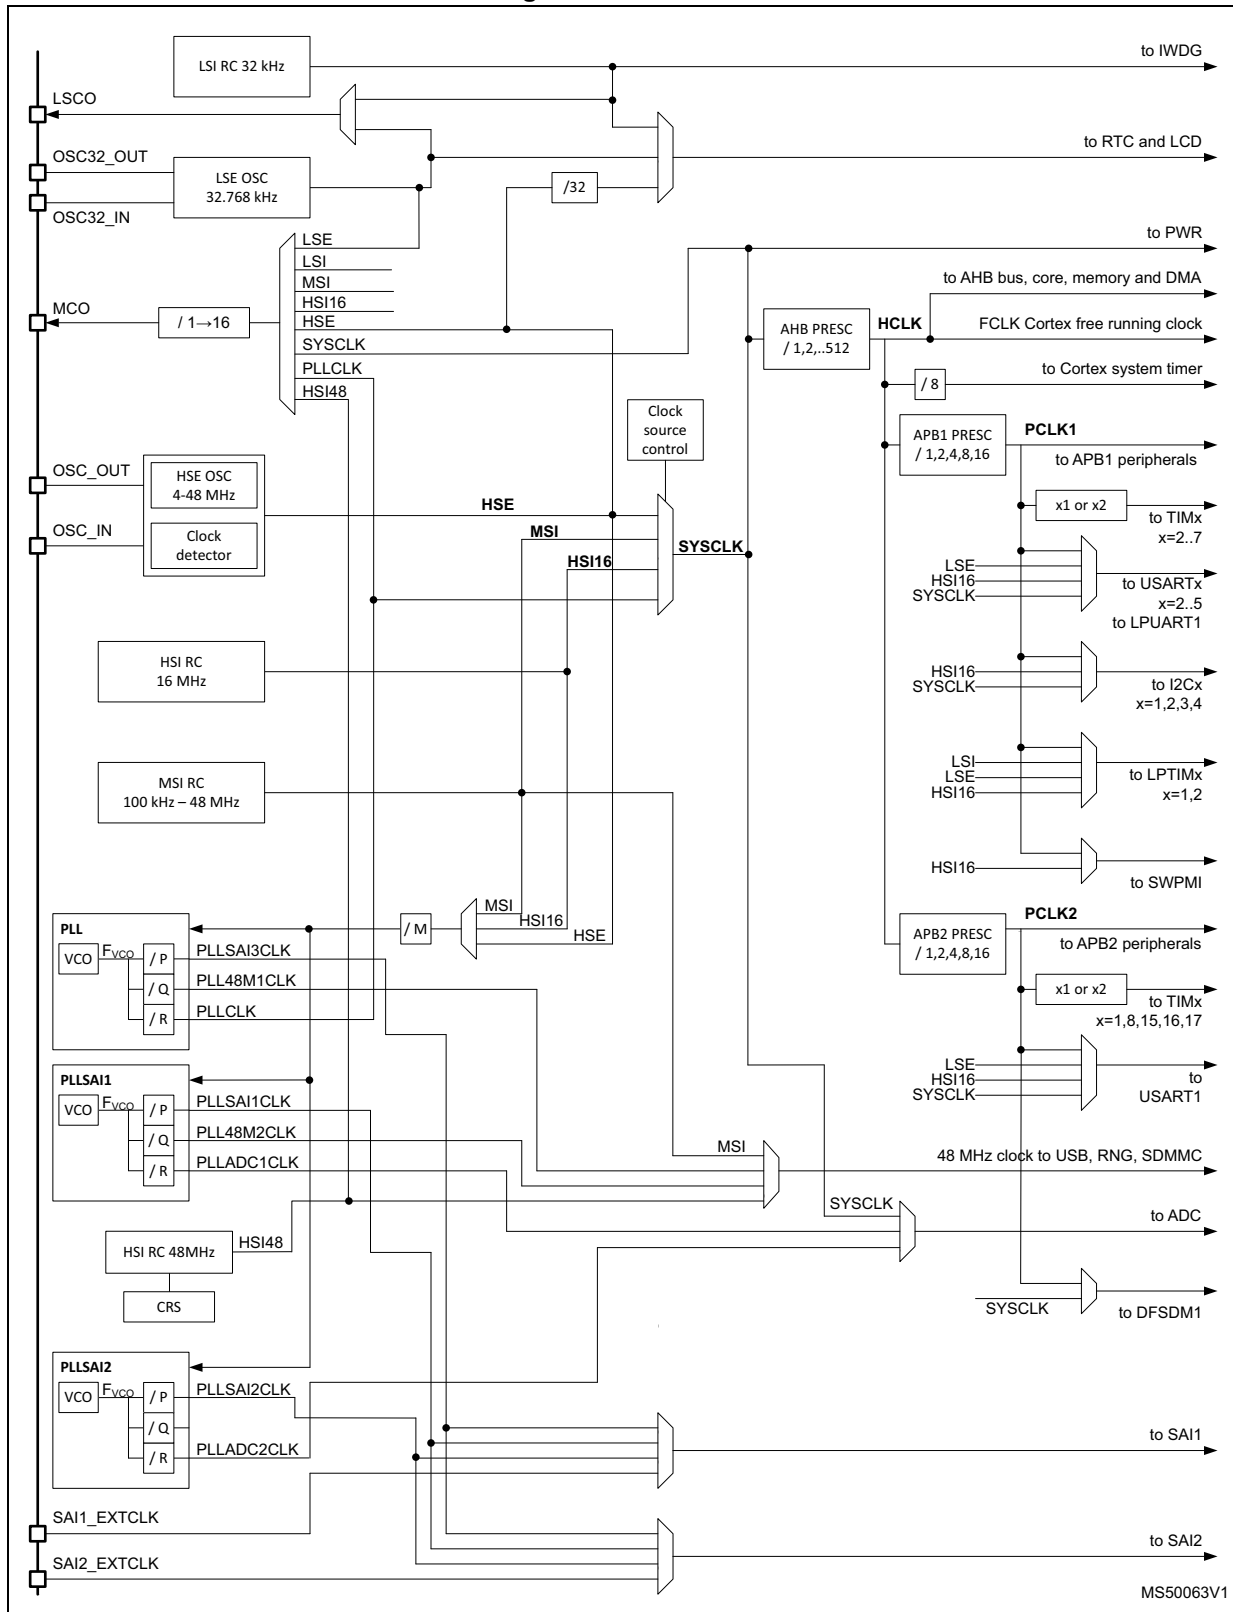 LSI RC 32 kHz
to IWDG
LSCO
OSC32_OUT
to RTC and LCD
LSE OSC
32.768 kHz
/32
OSC32_IN
to PWR
LSE
LSI
MSI
HSI16
HSE
SYSCLK
PLLCLK
HSI48
MCO
/ 1→16
to AHB bus, core, memory and DMA
AHB PRESC
/ 1,2,..512
HCLK
FCLK Cortex free running clock
to Cortex system timer
/ 8
Clock
source
control
APB1 PRESC
/ 1,2,4,8,16
PCLK1
to APB1 peripherals
OSC_OUT
HSE OSC
4-48 MHz
OSC_IN
Clock
detector
HSE
MSI
HSI16
SYSCLK
x1 or x2
to TIMx
x=2..7
LSE
HSI16
SYSCLK
to USARTx
x=2..5
to LPUART1
HSI RC
16 MHz
HSI16
SYSCLK
to I2Cx
x=1,2,3,4
MSI RC
100 kHz – 48 MHz
LSI
LSE
HSI16
to LPTIMx
x=1,2
HSI16
to SWPMI
MSI
HSI16
HSE
/ M
PLL
VCO
FVCO
/ P
PLLSAI3CLK
/ Q
PLL48M1CLK
/ R
PLLCLK
APB2 PRESC
/ 1,2,4,8,16
PCLK2
to APB2 peripherals
x1 or x2
to TIMx
x=1,8,15,16,17
PLLSAI1
VCO
FVCO
/ P
PLLSAI1CLK
/ Q
PLL48M2CLK
/ R
PLLADC1CLK
LSE
HSI16
SYSCLK
to
USART1
MSI
48 MHz clock to USB, RNG, SDMMC
SYSCLK
to ADC
HSI RC 48MHz
HSI48
CRS
SYSCLK
to DFSDM1
PLLSAI2
VCO
FVCO
/ P
PLLSAI2CLK
/ Q
/ R
PLLADC2CLK
to SAI1
SAI1_EXTCLK
to SAI2
SAI2_EXTCLK
MS50063V1